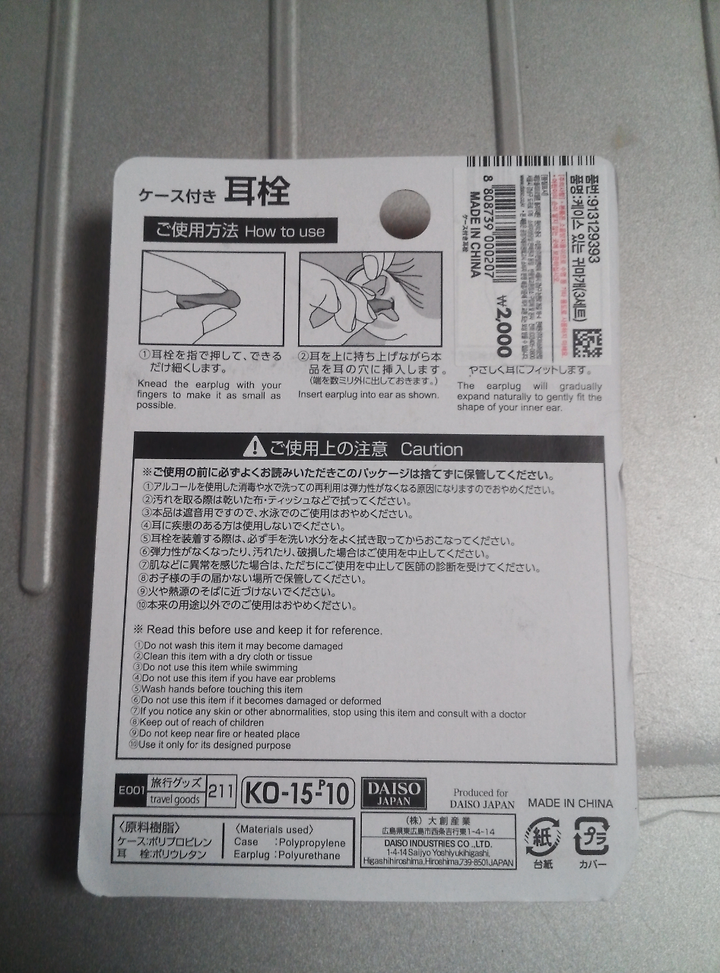 ケース付き 耳栓
ご使用方法 How to use
①耳栓を指で押して、できる
だけ細くします。
Knead the earplug with your
fingers to make it as small as
possible.
②耳を上に持ち上げながら本
品を耳の穴に挿入します。
(端を数ミリ外に出しておきます。)
Insert earplug into ear as shown.
やさしく耳にフィットします。
The earplug will gradually
expand naturally to gently fit the
shape of your inner ear.
품번:913129393
품명:케이스 있는 귀마개(3세트)
8 808739 000207
₩2,000
MADE IN CHINA
ケース付き耳栓
ご使用上の注意 Caution
※ご使用の前に必ずよくお読みいただきこのパッケージは捨てずに保管してください。
①アルコールを使用した消毒や水で洗っての再利用は弾力性がなくなる原因になりますのでおやめください。
②汚れを取る際は乾いた布・ティッシュなどで拭ってください。
③本品は遮音用ですので、水泳でのご使用はおやめください。
④耳に疾患のある方は使用しないでください。
⑤耳栓を装着する際は、必ず手を洗い水分をよく拭き取ってからおこなってください。
⑥弾力性がなくなったり、汚れたり、破損した場合はご使用を中止してください。
⑦肌などに異常を感じた場合は、ただちにご使用を中止して医師の診断を受けてください。
⑧お子様の手の届かない場所で保管してください。
⑨火や熱源のそばに近づけないでください。
⑩本来の用途以外でのご使用はおやめください。
※ Read this before use and keep it for reference.
①Do not wash this item it may become damaged
②Clean this item with a dry cloth or tissue
③Do not use this item while swimming
④Do not use this item if you have ear problems
⑤Wash hands before touching this item
⑥Do not use this item if it becomes damaged or deformed
⑦If you notice any skin or other abnormalities, stop using this item and consult with a doctor
⑧Keep out of reach of children
⑨Do not keep near fire or heated place
⑩Use it only for its designed purpose
E001 旅行グッズ travel goods 211
KO-15-P10
DAISO
JAPAN
Produced for
DAISO JAPAN
MADE IN CHINA
〈原料樹脂〉
ケース:ポリプロピレン
耳 栓:ポリウレタン
〈Materials used〉
Case :Polypropylene
Earplug :Polyurethane
(株)大創産業
広島県東広島市西条吉行東1-4-14
DAISO INDUSTRIES CO.,LTD.
1-4-14 Saijyo Yoshiyukihigashi,
Higashihiroshima,Hiroshima,739-8501JAPAN
紙
台紙
プラ
カバー